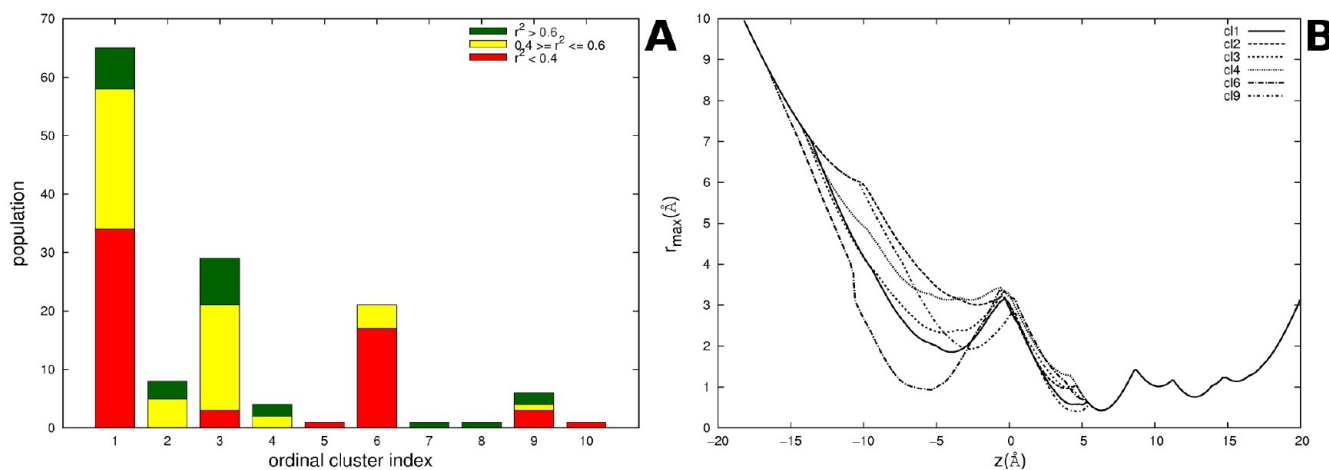 A
r² > 0.6
0.4 >= r² <= 0.6
r² < 0.4
population
70
60
50
40
30
20
10
0
1 2 3 4 5 6 7 8 9 10
ordinal cluster index
B
cl1
cl2
cl3
cl4
cl6
cl9
r_max(Å)
10
9
8
7
6
5
4
3
2
1
0
−20 −15 −10 −5 0 5 10 15 20
z(Å)